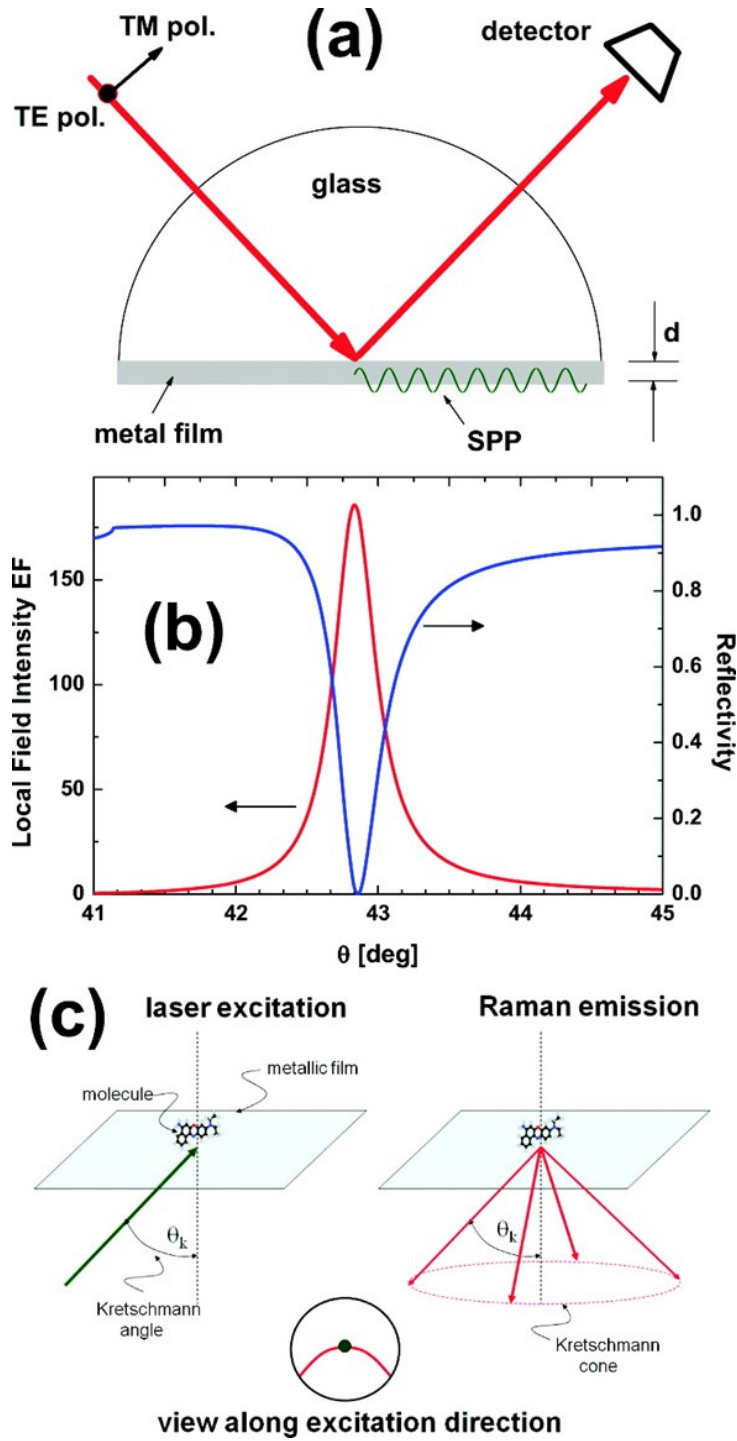 (a)
TM pol.
detector
TE pol.
glass
d
metal film
SPP
(b)
Local Field Intensity EF
150
100
50
0
Reflectivity
1.0
0.8
0.6
0.4
0.2
0.0
41
42
43
44
45
θ [deg]
(c)
laser excitation
Raman emission
metallic film
molecule
θk
Kretschmann
angle
θk
Kretschmann
cone
view along excitation direction